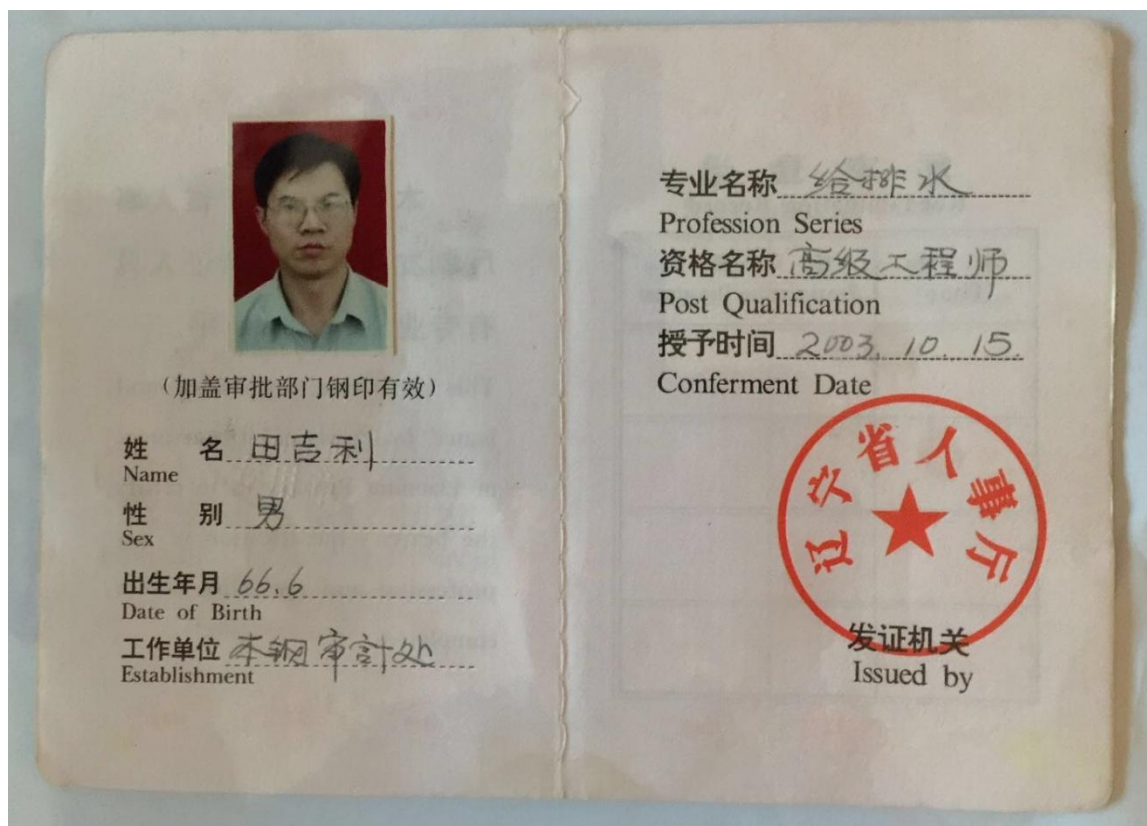 (加盖审批部门钢印有效)
姓 名 田吉利
Name
性 别 男
Sex
出生年月 66.6
Date of Birth
工作单位 本钢审计处
Establishment
专业名称 给排水
Profession Series
资格名称 高级工程师
Post Qualification
授予时间 2003.10.15.
Conferment Date
辽宁省人事厅
发证机关
Issued by